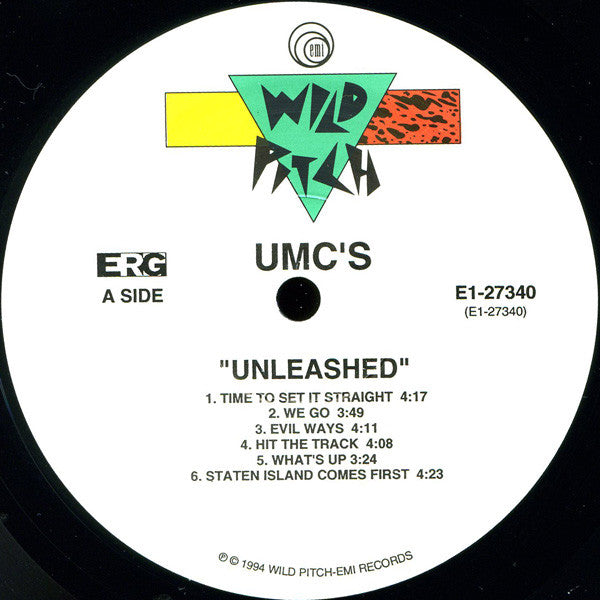 emi
WILD
PITCH
UMC'S
ERG
A SIDE
E1-27340
(E1-27340)
"UNLEASHED"
1. TIME TO SET IT STRAIGHT 4:17
2. WE GO 3:49
3. EVIL WAYS 4:11
4. HIT THE TRACK 4:08
5. WHAT'S UP 3:24
6. STATEN ISLAND COMES FIRST 4:23
℗ © 1994 WILD PITCH-EMI RECORDS